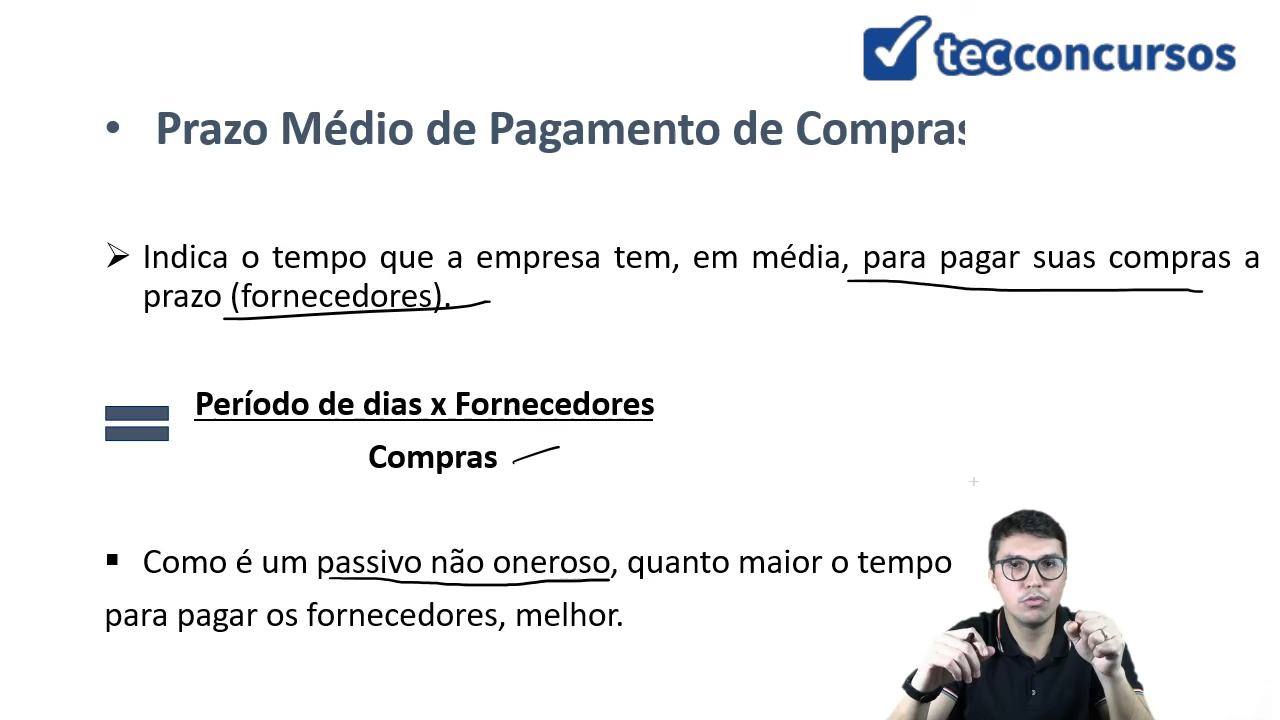 tecconcursos
• Prazo Médio de Pagamento de Compras
➢ Indica o tempo que a empresa tem, em média, para pagar suas compras a
prazo (fornecedores).
Período de dias x Fornecedores
Compras
▪ Como é um passivo não oneroso, quanto maior o tempo
para pagar os fornecedores, melhor.